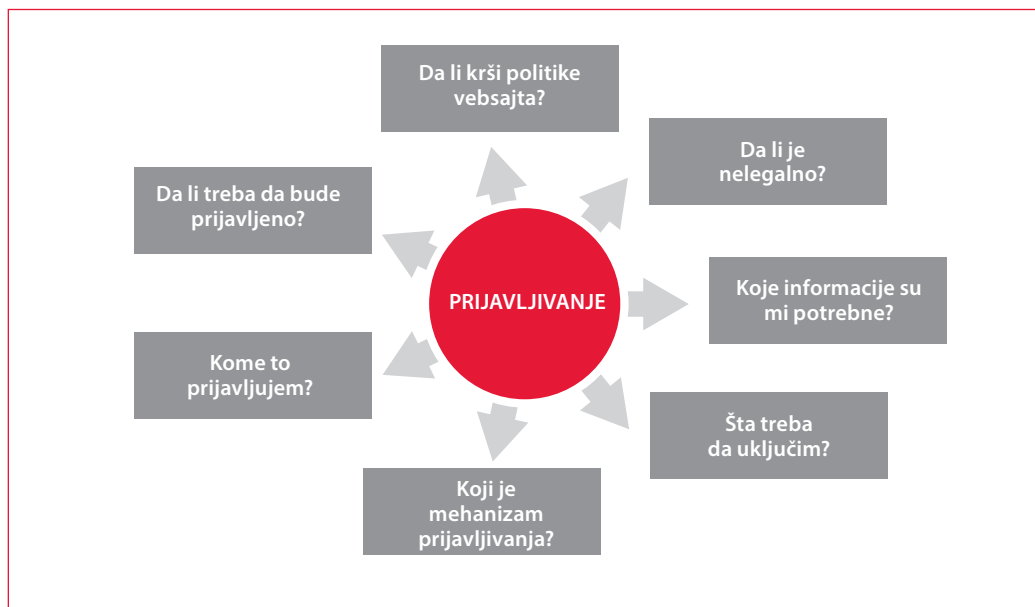 Da li krši politike
vebsajta?
Da li je
nelegalno?
Da li treba da bude
prijavljeno?
PRIJAVLJIVANJE
Koje informacije su
mi potrebne?
Kome to
prijavljujem?
Šta treba
da uključim?
Koji je
mehanizam
prijavljivanja?